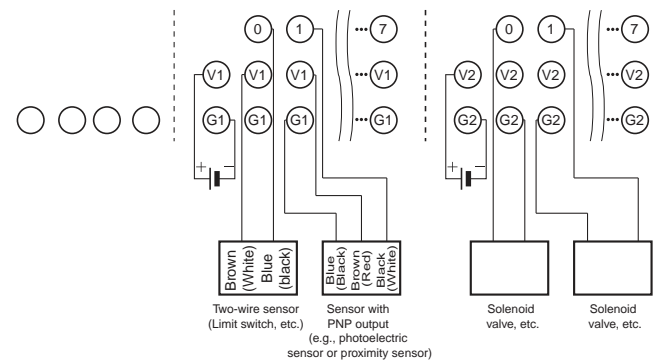 0 1 ••• 7 0 1 ••• 7
V1 V1 V1 ••• V1 V2 V2 V2 ••• V2
G1 G1 G1 ••• G1 G2 G2 G2 ••• G2
+ − + −
Brown
(White)
Blue
(black)
Blue
(Black)
Brown
(Red)
Black
(White)
Two-wire sensor
(Limit switch, etc.)
Sensor with
PNP output
(e.g., photoelectric
sensor or proximity sensor)
Solenoid
valve, etc.
Solenoid
valve, etc.